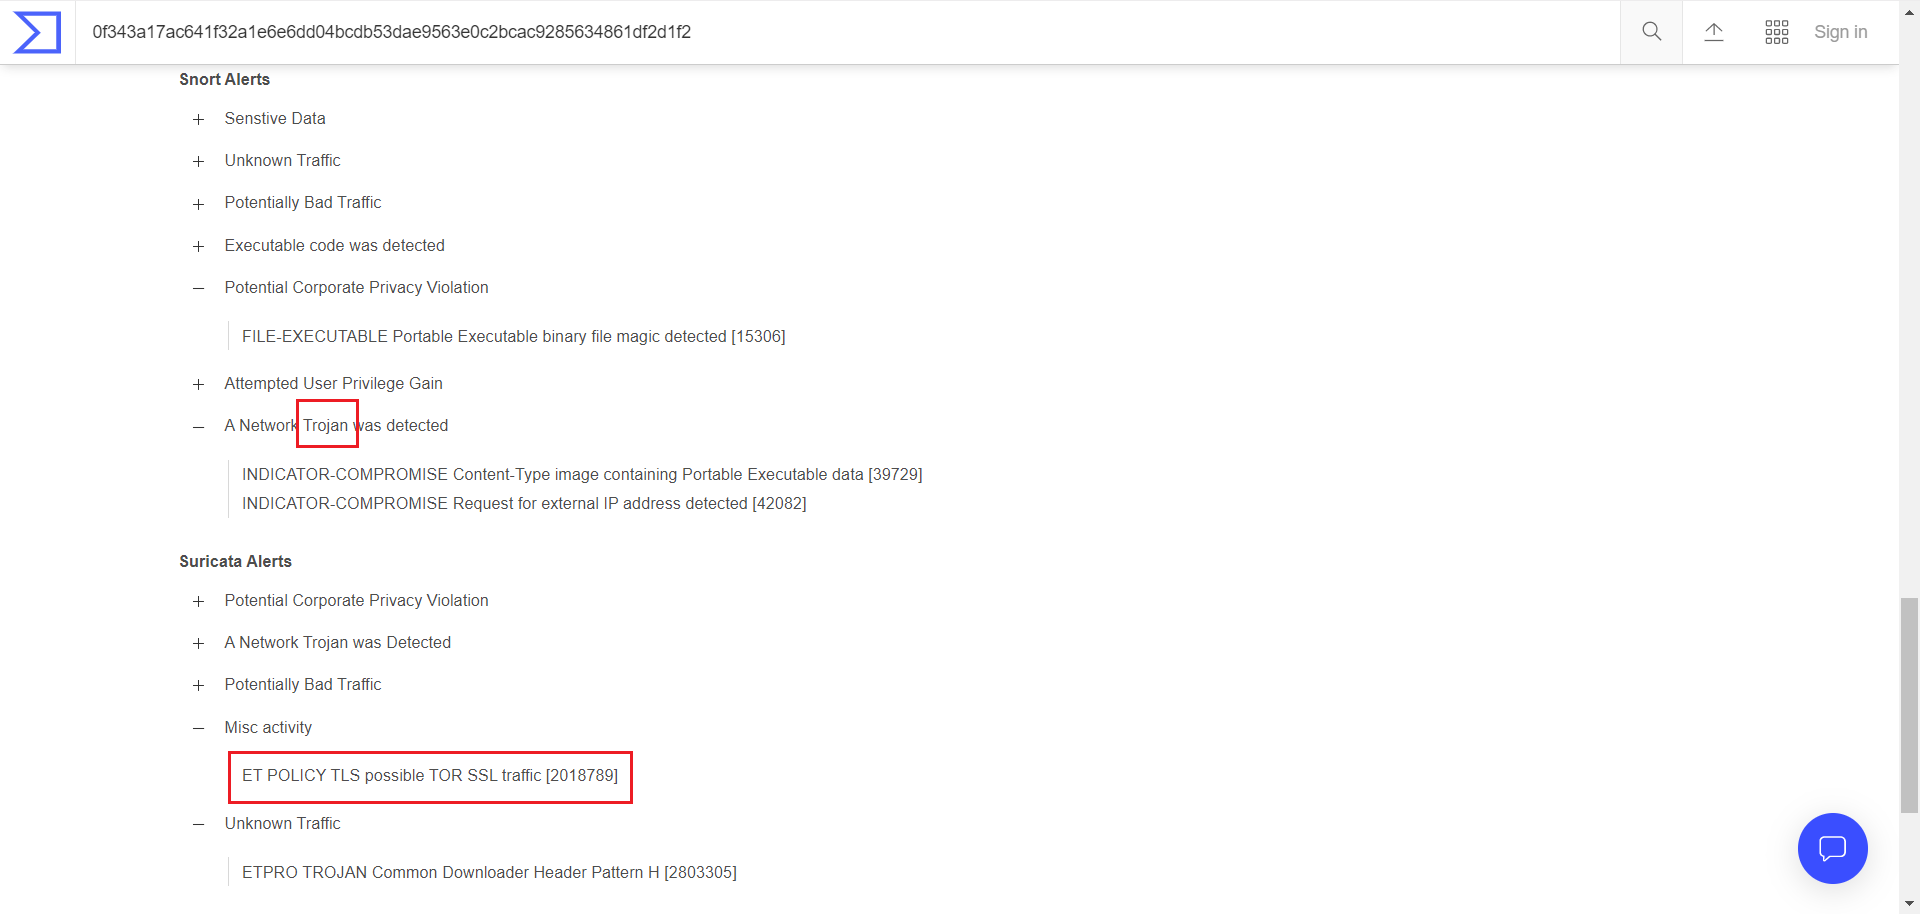 0f343a17ac641f32a1e6e6dd04bcdb53dae9563e0c2bcac9285634861df2d1f2
Sign in
Snort Alerts
Senstive Data
Unknown Traffic
Potentially Bad Traffic
Executable code was detected
Potential Corporate Privacy Violation
FILE-EXECUTABLE Portable Executable binary file magic detected [15306]
Attempted User Privilege Gain
A Network Trojan was detected
INDICATOR-COMPROMISE Content-Type image containing Portable Executable data [39729]
INDICATOR-COMPROMISE Request for external IP address detected [42082]
Suricata Alerts
Potential Corporate Privacy Violation
A Network Trojan was Detected
Potentially Bad Traffic
Misc activity
ET POLICY TLS possible TOR SSL traffic [2018789]
Unknown Traffic
ETPRO TROJAN Common Downloader Header Pattern H [2803305]